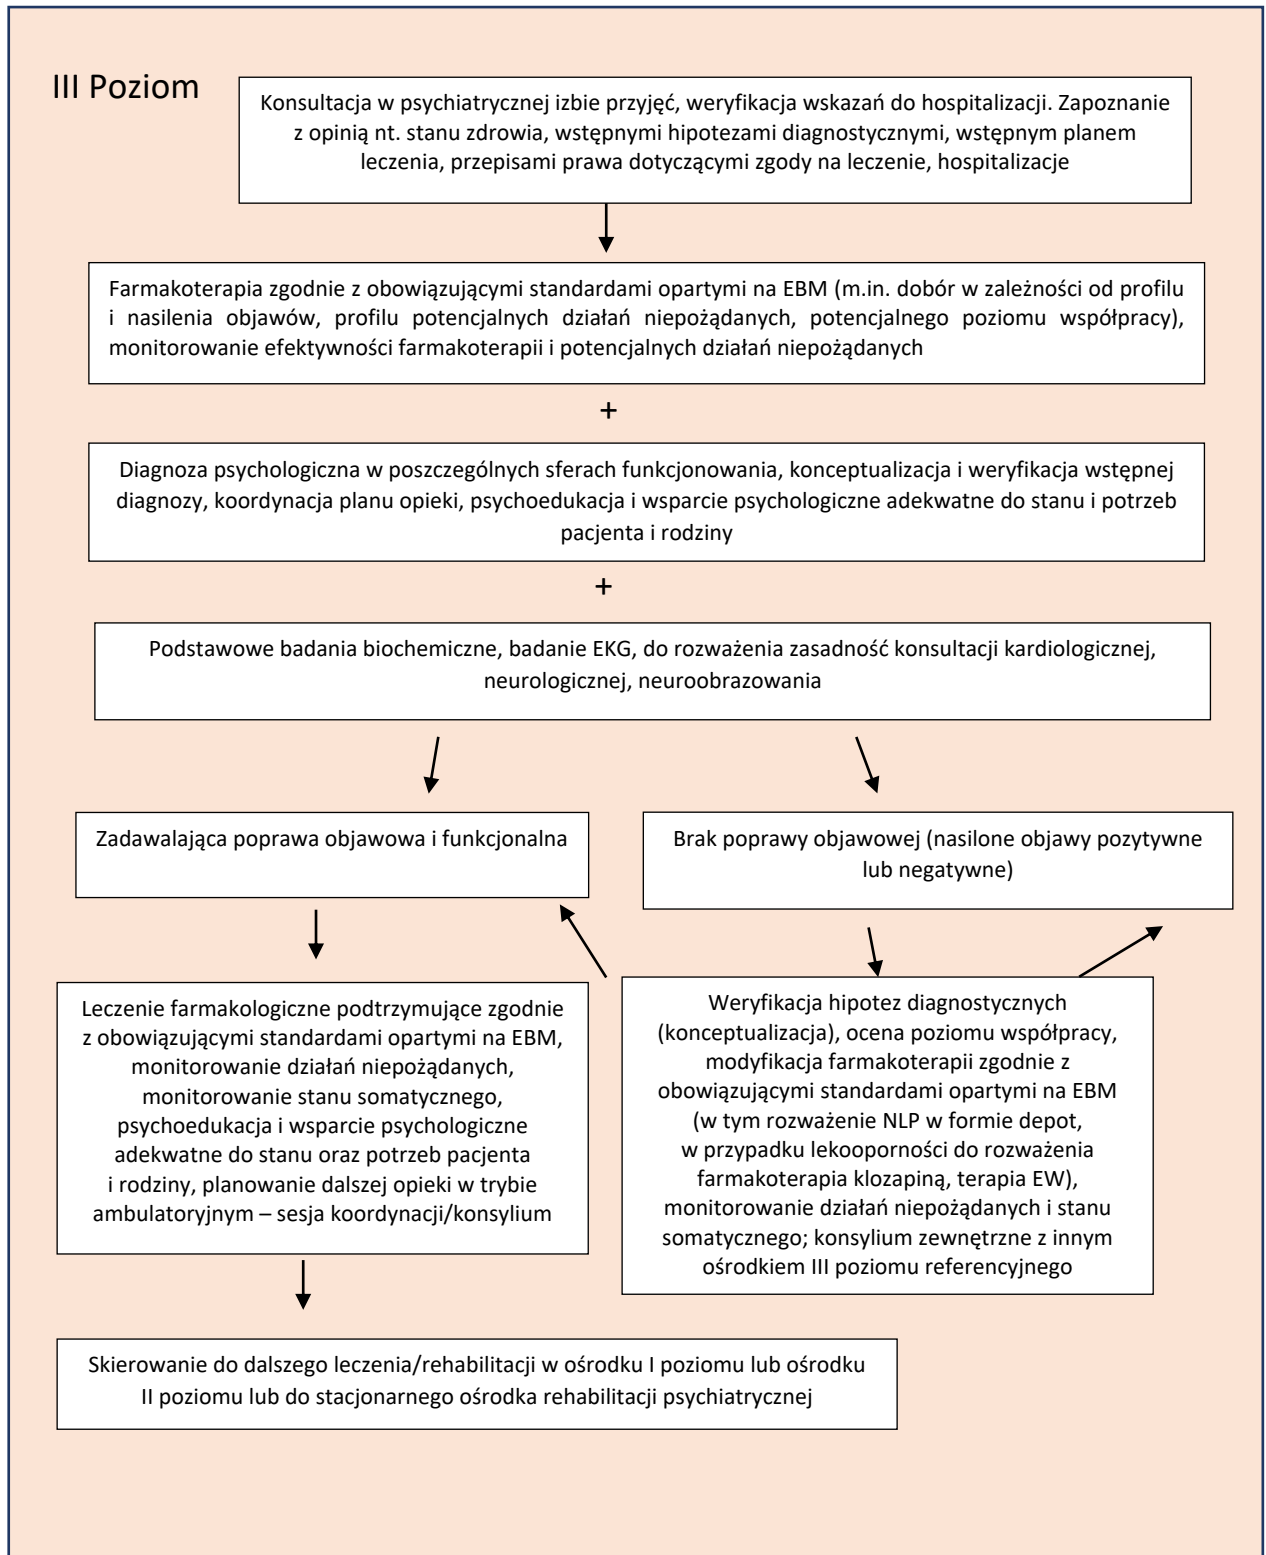 III Poziom
Konsultacja w psychiatrycznej izbie przyjęć, weryfikacja wskazań do hospitalizacji. Zapoznanie
z opinią nt. stanu zdrowia, wstępnymi hipotezami diagnostycznymi, wstępnym planem
leczenia, przepisami prawa dotyczącymi zgody na leczenie, hospitalizacje
Farmakoterapia zgodnie z obowiązującymi standardami opartymi na EBM (m.in. dobór w zależności od profilu
i nasilenia objawów, profilu potencjalnych działań niepożądanych, potencjalnego poziomu współpracy),
monitorowanie efektywności farmakoterapii i potencjalnych działań niepożądanych
+
Diagnoza psychologiczna w poszczególnych sferach funkcjonowania, konceptualizacja i weryfikacja wstępnej
diagnozy, koordynacja planu opieki, psychoedukacja i wsparcie psychologiczne adekwatne do stanu i potrzeb
pacjenta i rodziny
+
Podstawowe badania biochemiczne, badanie EKG, do rozważenia zasadność konsultacji kardiologicznej,
neurologicznej, neuroobrazowania
Zadawalająca poprawa objawowa i funkcjonalna
Brak poprawy objawowej (nasilone objawy pozytywne
lub negatywne)
Leczenie farmakologiczne podtrzymujące zgodnie
z obowiązującymi standardami opartymi na EBM,
monitorowanie działań niepożądanych,
monitorowanie stanu somatycznego,
psychoedukacja i wsparcie psychologiczne
adekwatne do stanu oraz potrzeb pacjenta
i rodziny, planowanie dalszej opieki w trybie
ambulatoryjnym – sesja koordynacji/konsylium
Weryfikacja hipotez diagnostycznych
(konceptualizacja), ocena poziomu współpracy,
modyfikacja farmakoterapii zgodnie z
obowiązującymi standardami opartymi na EBM
(w tym rozważenie NLP w formie depot,
w przypadku lekooporności do rozważenia
farmakoterapia klozapiną, terapia EW),
monitorowanie działań niepożądanych i stanu
somatycznego; konsylium zewnętrzne z innym
ośrodkiem III poziomu referencyjnego
Skierowanie do dalszego leczenia/rehabilitacji w ośrodku I poziomu lub ośrodku
II poziomu lub do stacjonarnego ośrodka rehabilitacji psychiatrycznej